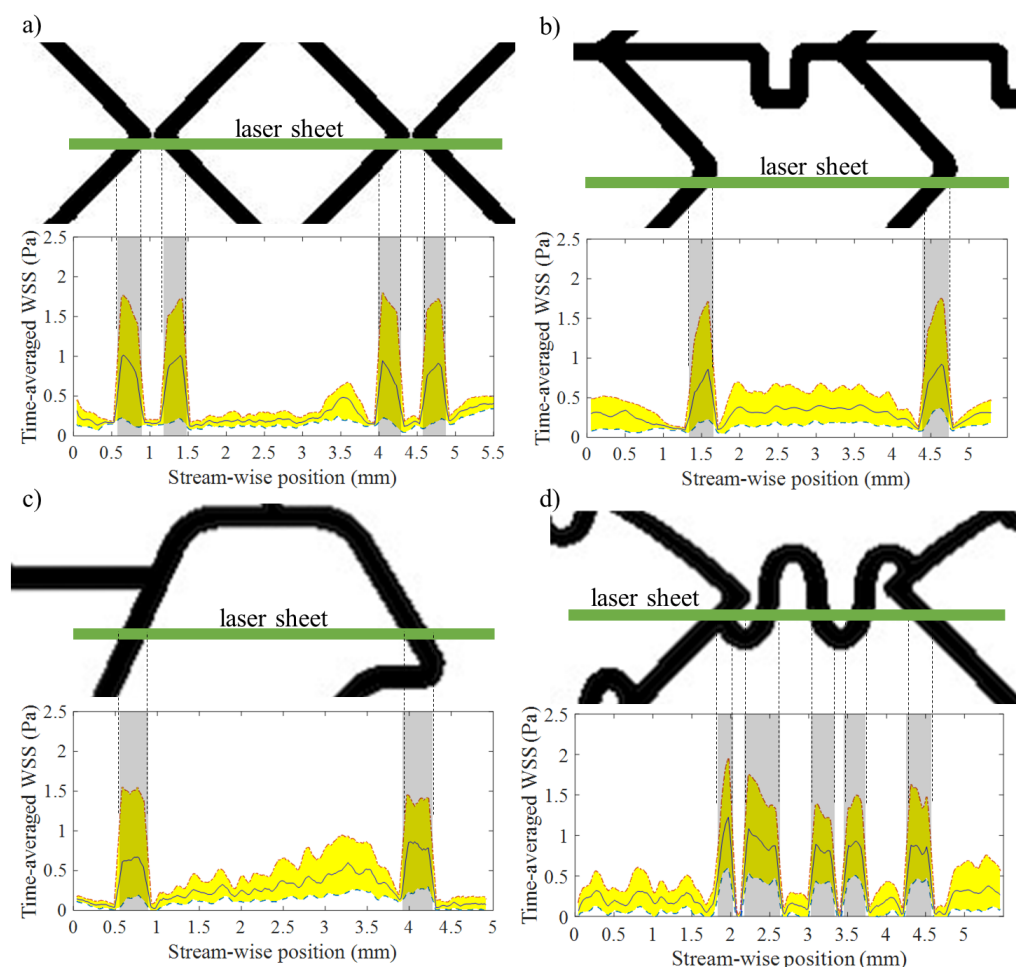 a)
laser sheet
2.5
2
1.5
1
0.5
0
Time-averaged WSS (Pa)
0 0.5 1 1.5 2 2.5 3 3.5 4 4.5 5 5.5
Stream-wise position (mm)
b)
laser sheet
2.5
2
1.5
1
0.5
0
Time-averaged WSS (Pa)
0 0.5 1 1.5 2 2.5 3 3.5 4 4.5 5
Stream-wise position (mm)
c)
laser sheet
2.5
2
1.5
1
0.5
0
Time-averaged WSS (Pa)
0 0.5 1 1.5 2 2.5 3 3.5 4 4.5 5
Stream-wise position (mm)
d)
laser sheet
2.5
2
1.5
1
0.5
0
Time-averaged WSS (Pa)
0 0.5 1 1.5 2 2.5 3 3.5 4 4.5 5
Stream-wise position (mm)